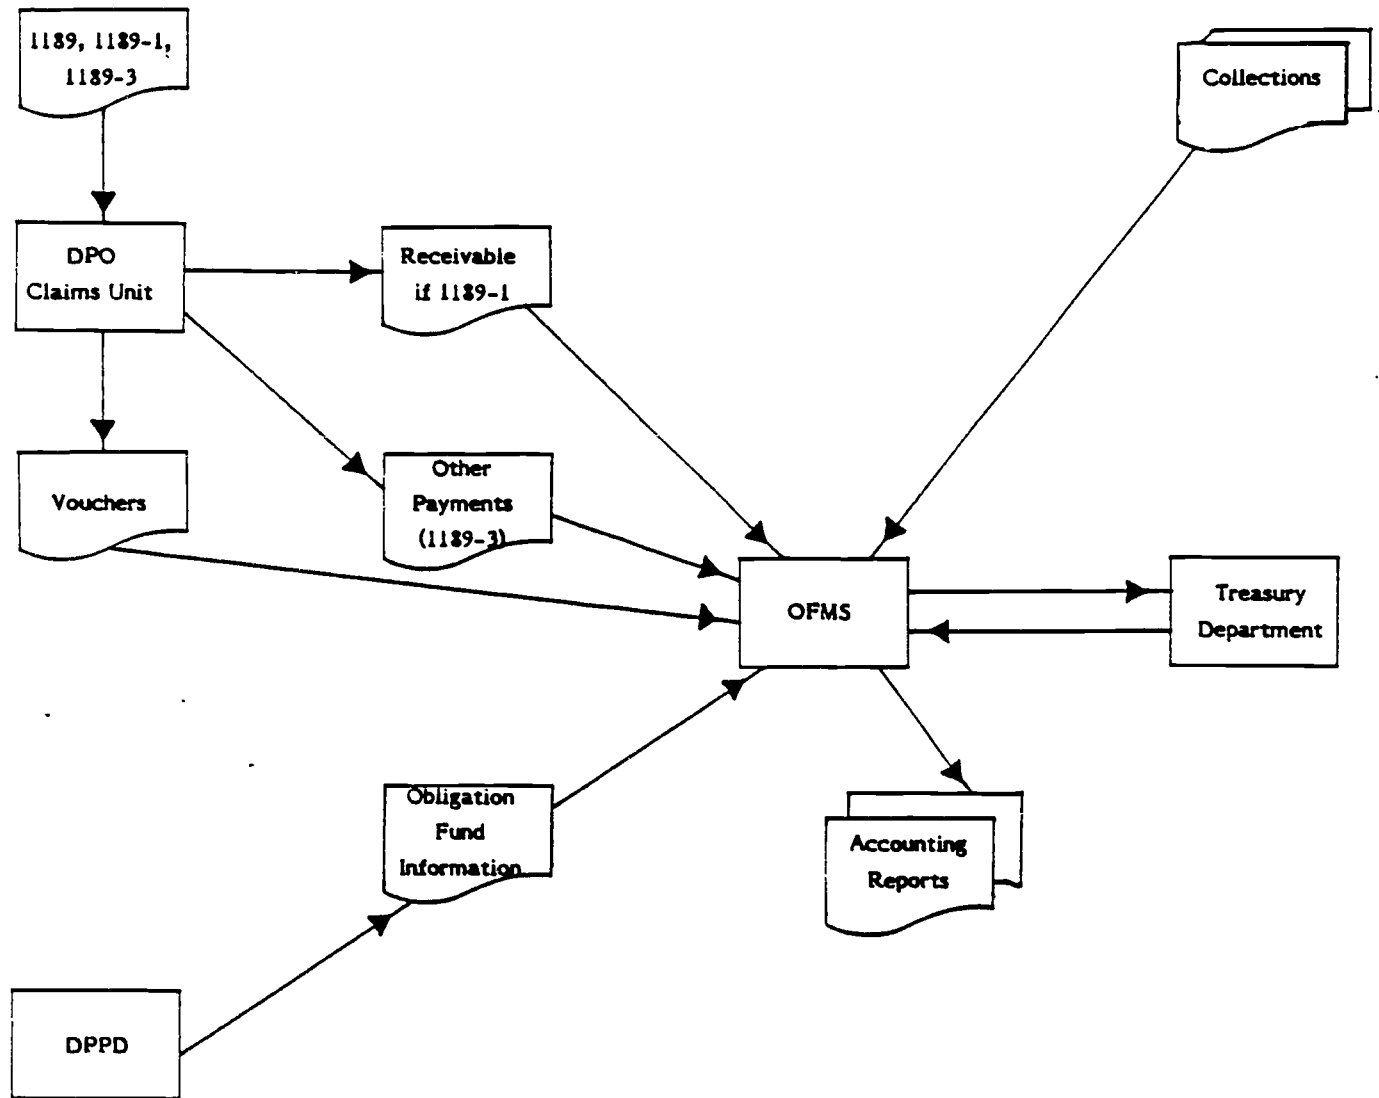 1189, 1189-1,
1189-3
Collections
DPO
Claims Unit
Receivable
if 1189-1
Vouchers
Other
Payments
(1189-3)
OFMS
Treasury
Department
Obligation
Fund
Information
Accounting
Reports
DPPD